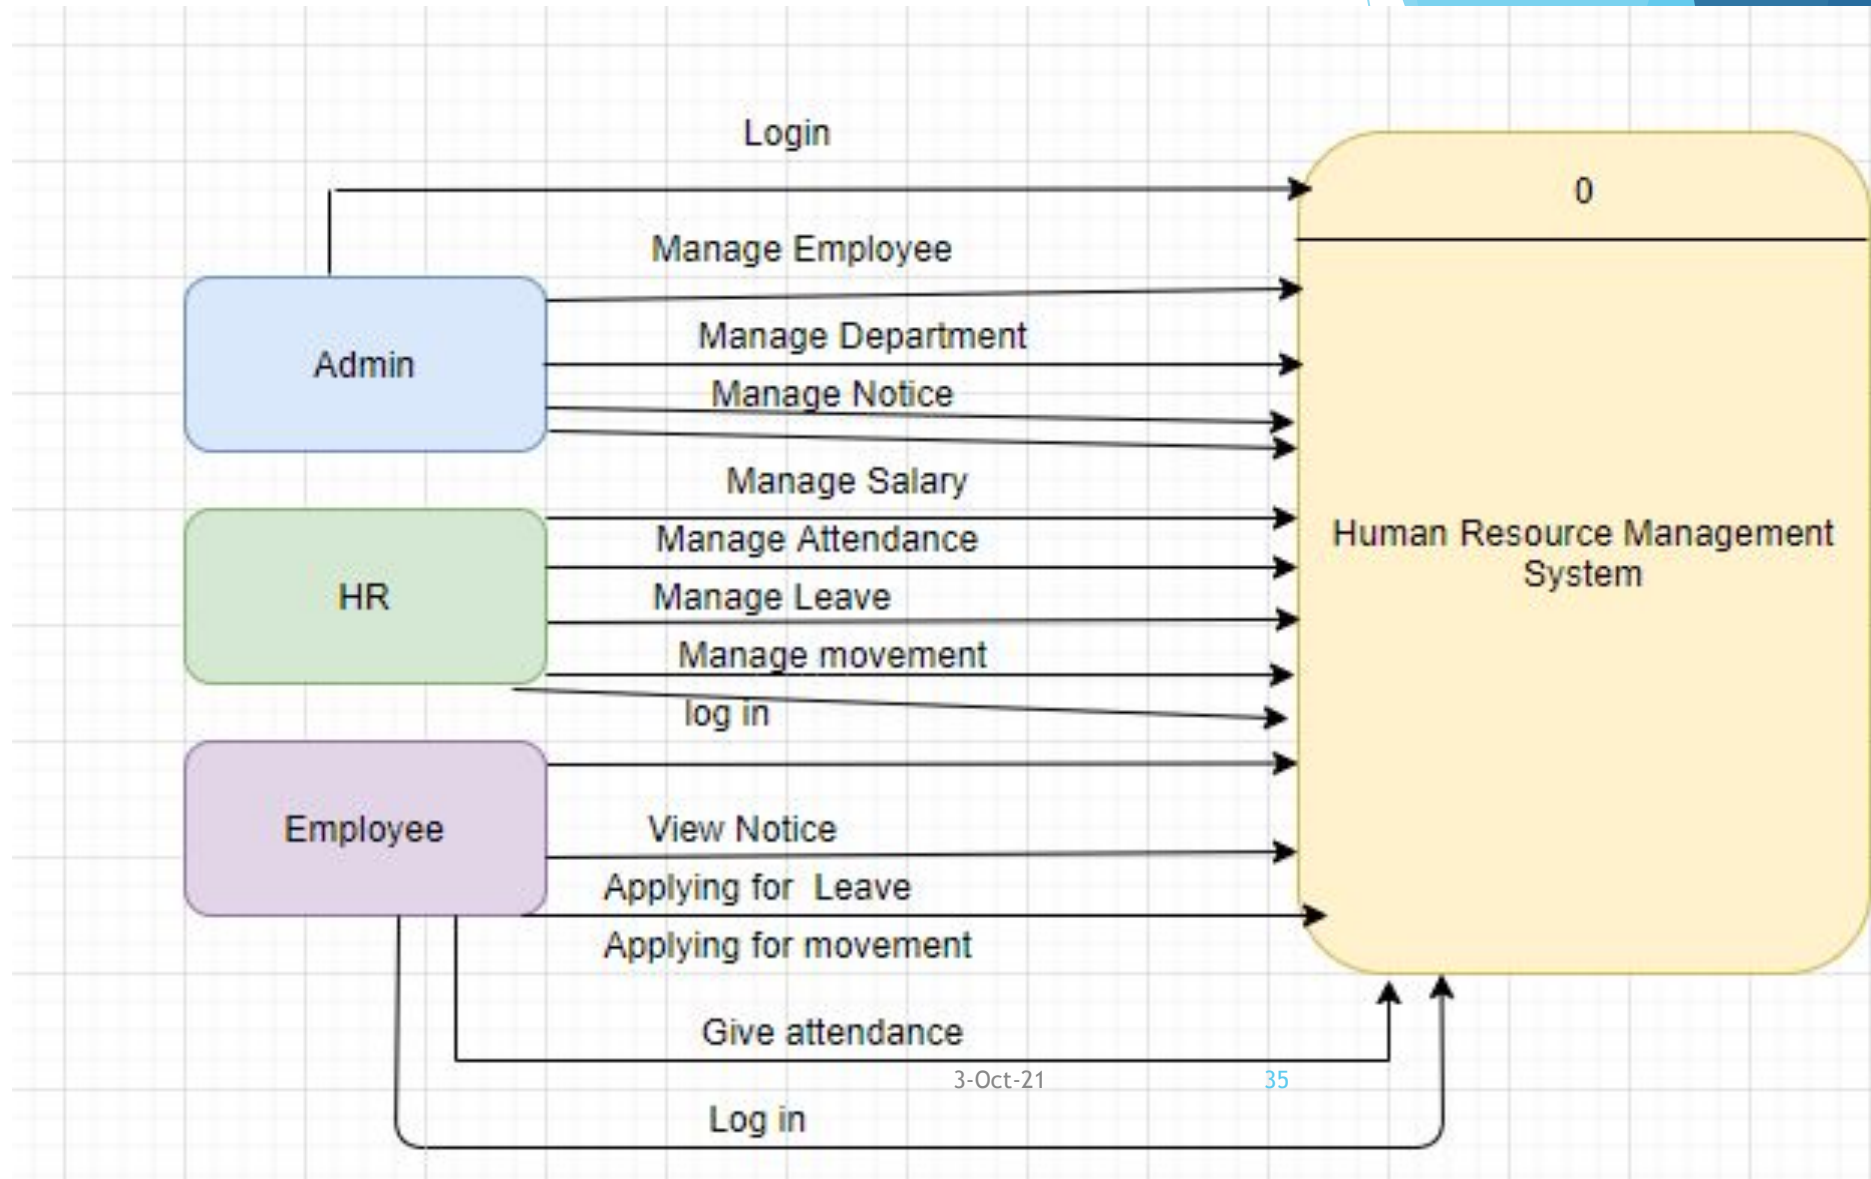 Login
0
Manage Employee
Manage Department
Admin
Manage Notice
Manage Salary
Human Resource Management
System
Manage Attendance
HR
Manage Leave
Manage movement
log in
Employee
View Notice
Applying for  Leave
Applying for movement
Give attendance
3-Oct-21
35
Log in